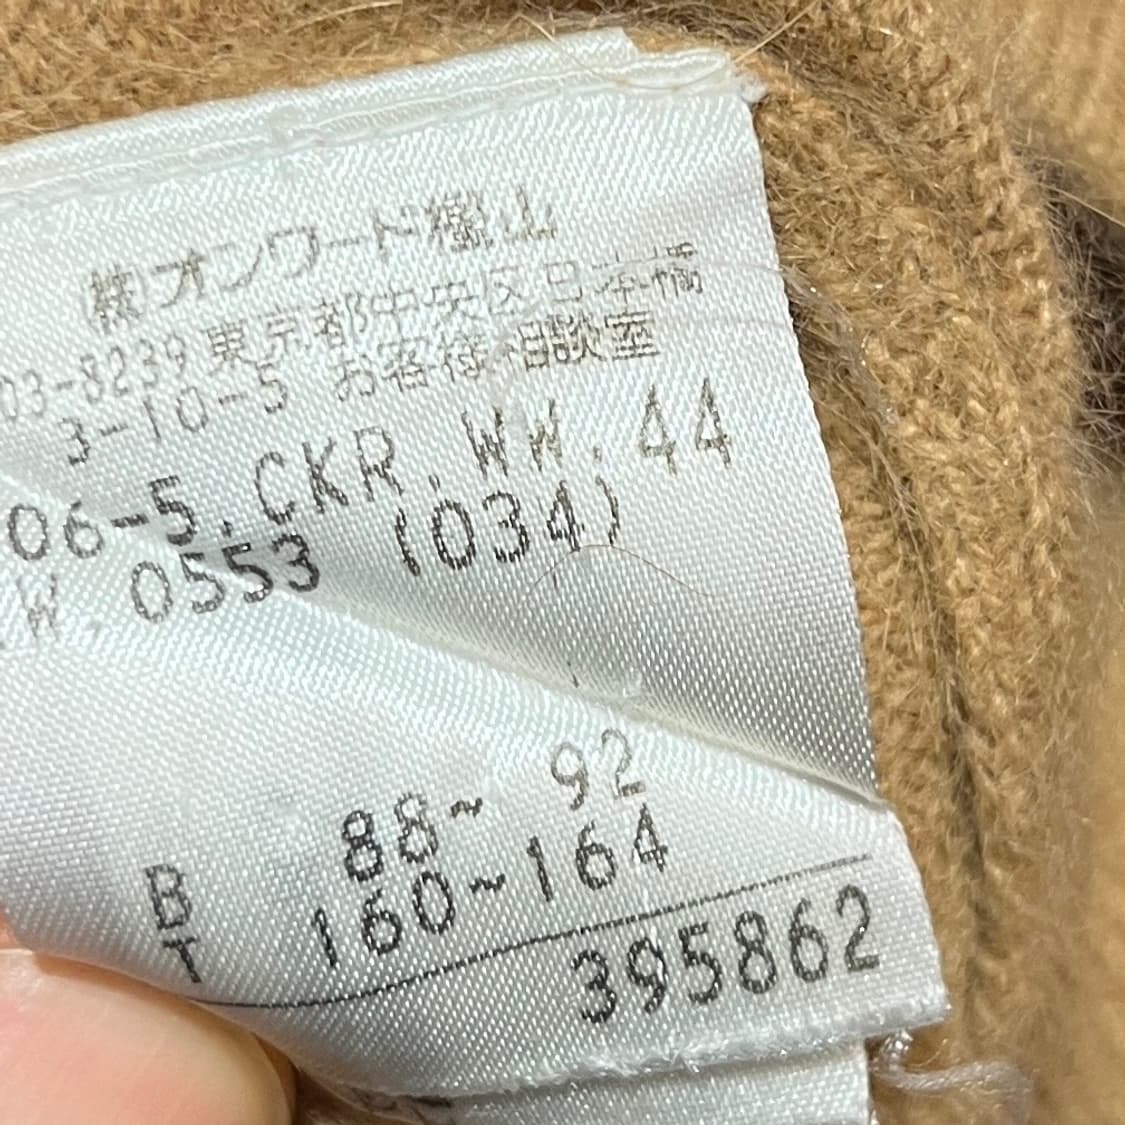 ㈱オンワード樫山
03-8239 東京都中央区日本橋
3-10-5 お客様相談室
06-5.CKR.WW.44
W.0553 (034)
B 88~ 92
T 160~164
395862